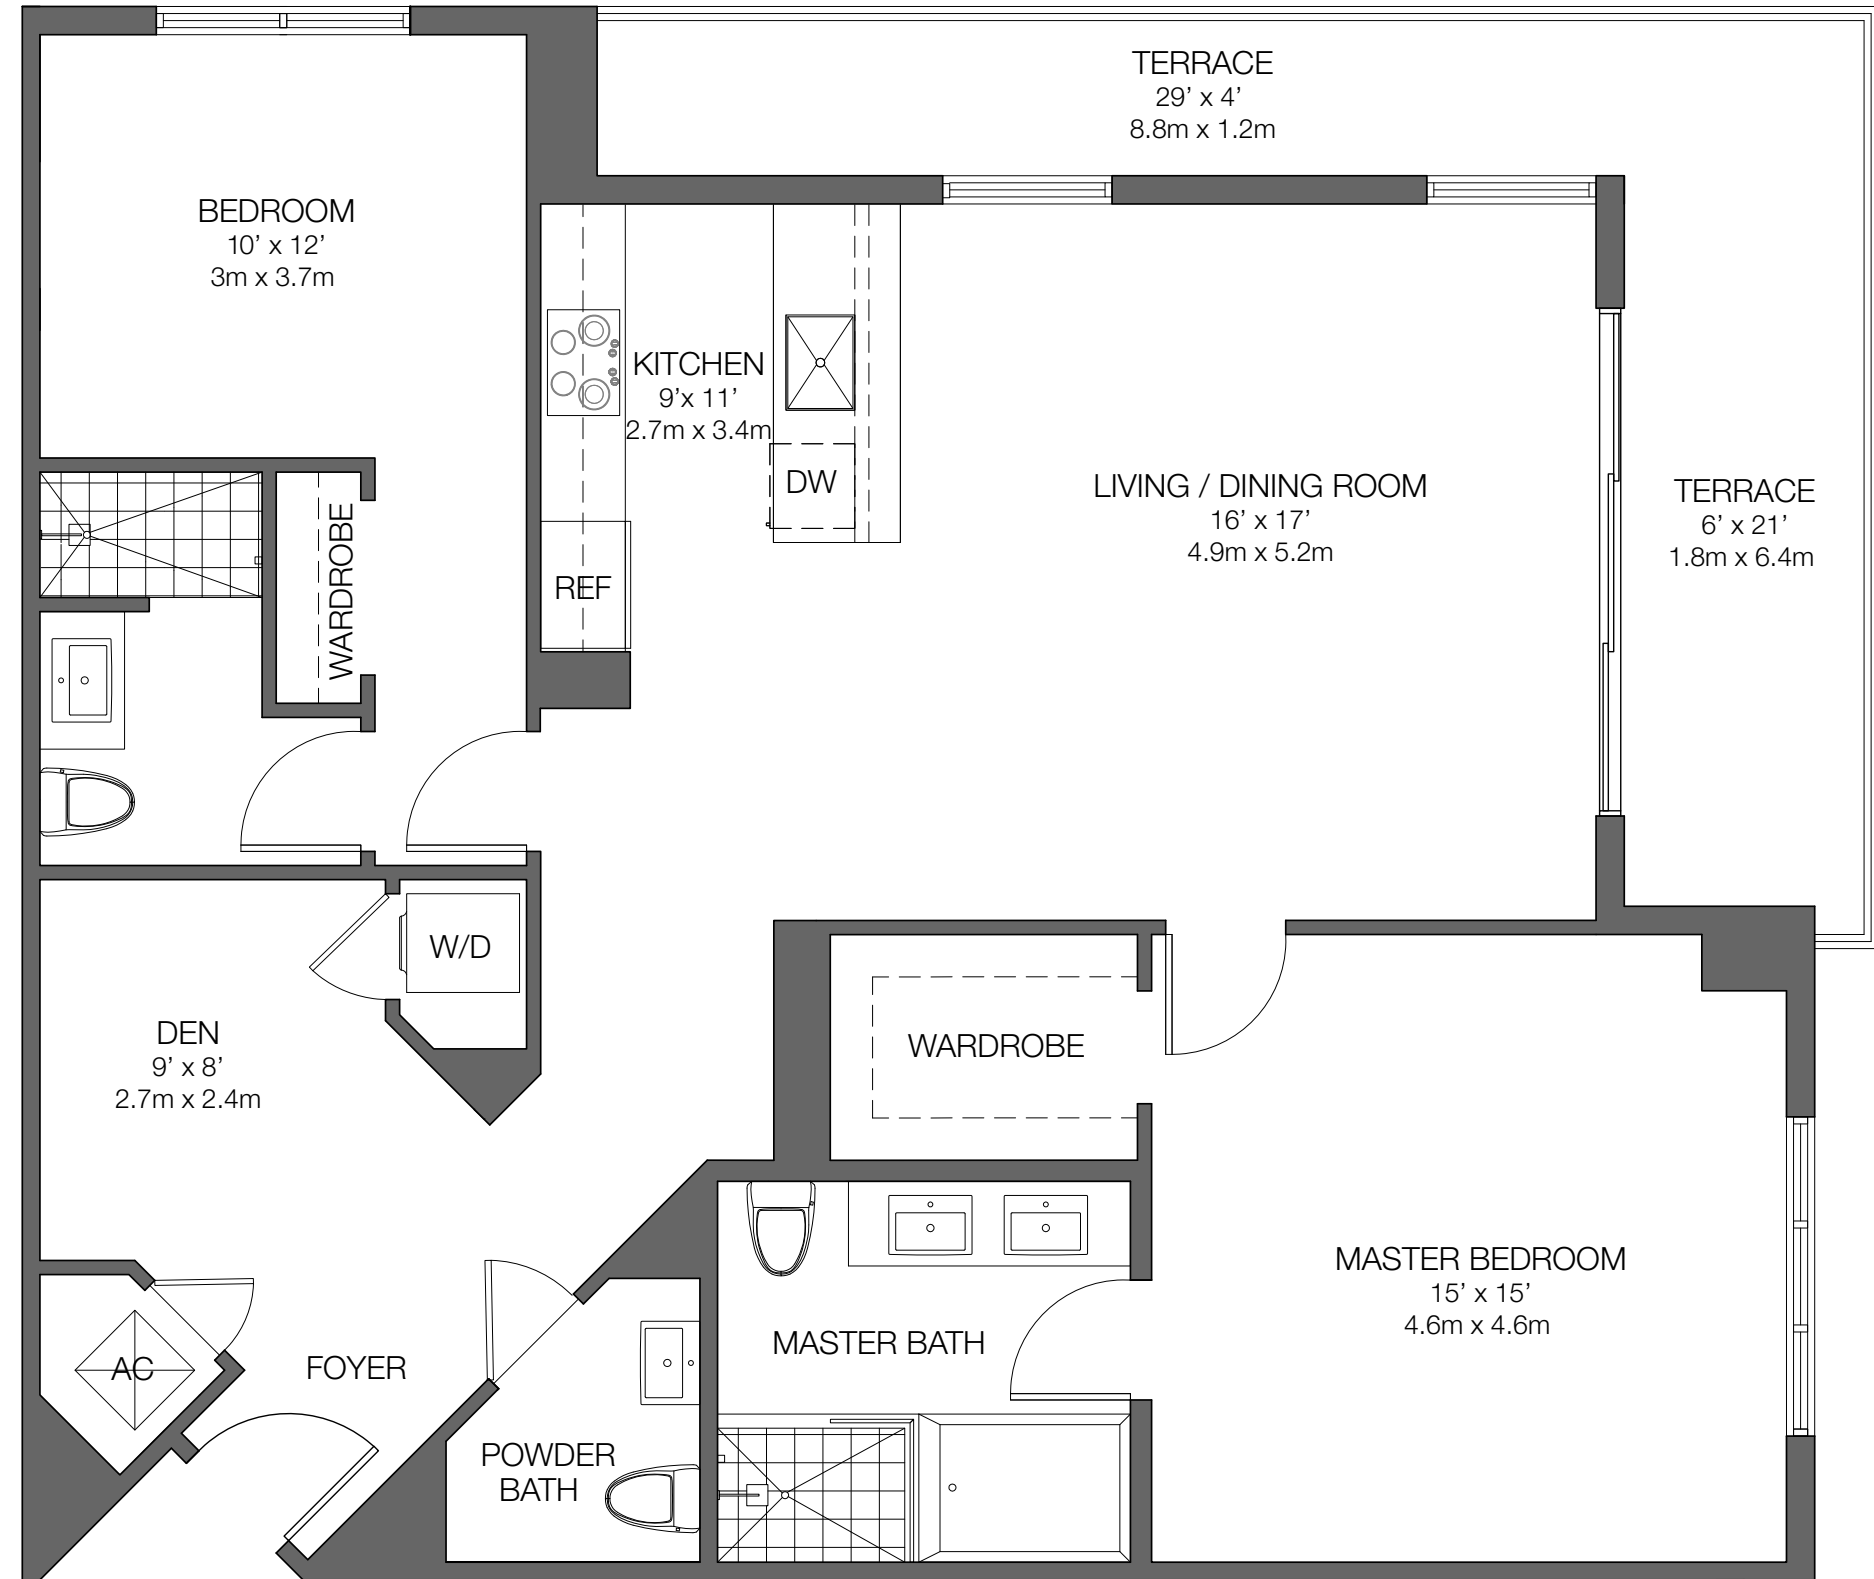 TERRACE
29’ x 4’
8.8m x 1.2m
BEDROOM
10’ x 12’
3m x 3.7m
KITCHEN
9’x 11’
2.7m x 3.4m
DW
LIVING / DINING ROOM
16’ x 17’
4.9m x 5.2m
TERRACE
6’ x 21’
1.8m x 6.4m
WARDROBE
REF
W/D
DEN
9’ x 8’
2.7m x 2.4m
WARDROBE
MASTER BEDROOM
15’ x 15’
4.6m x 4.6m
MASTER BATH
AC
FOYER
POWDER
BATH